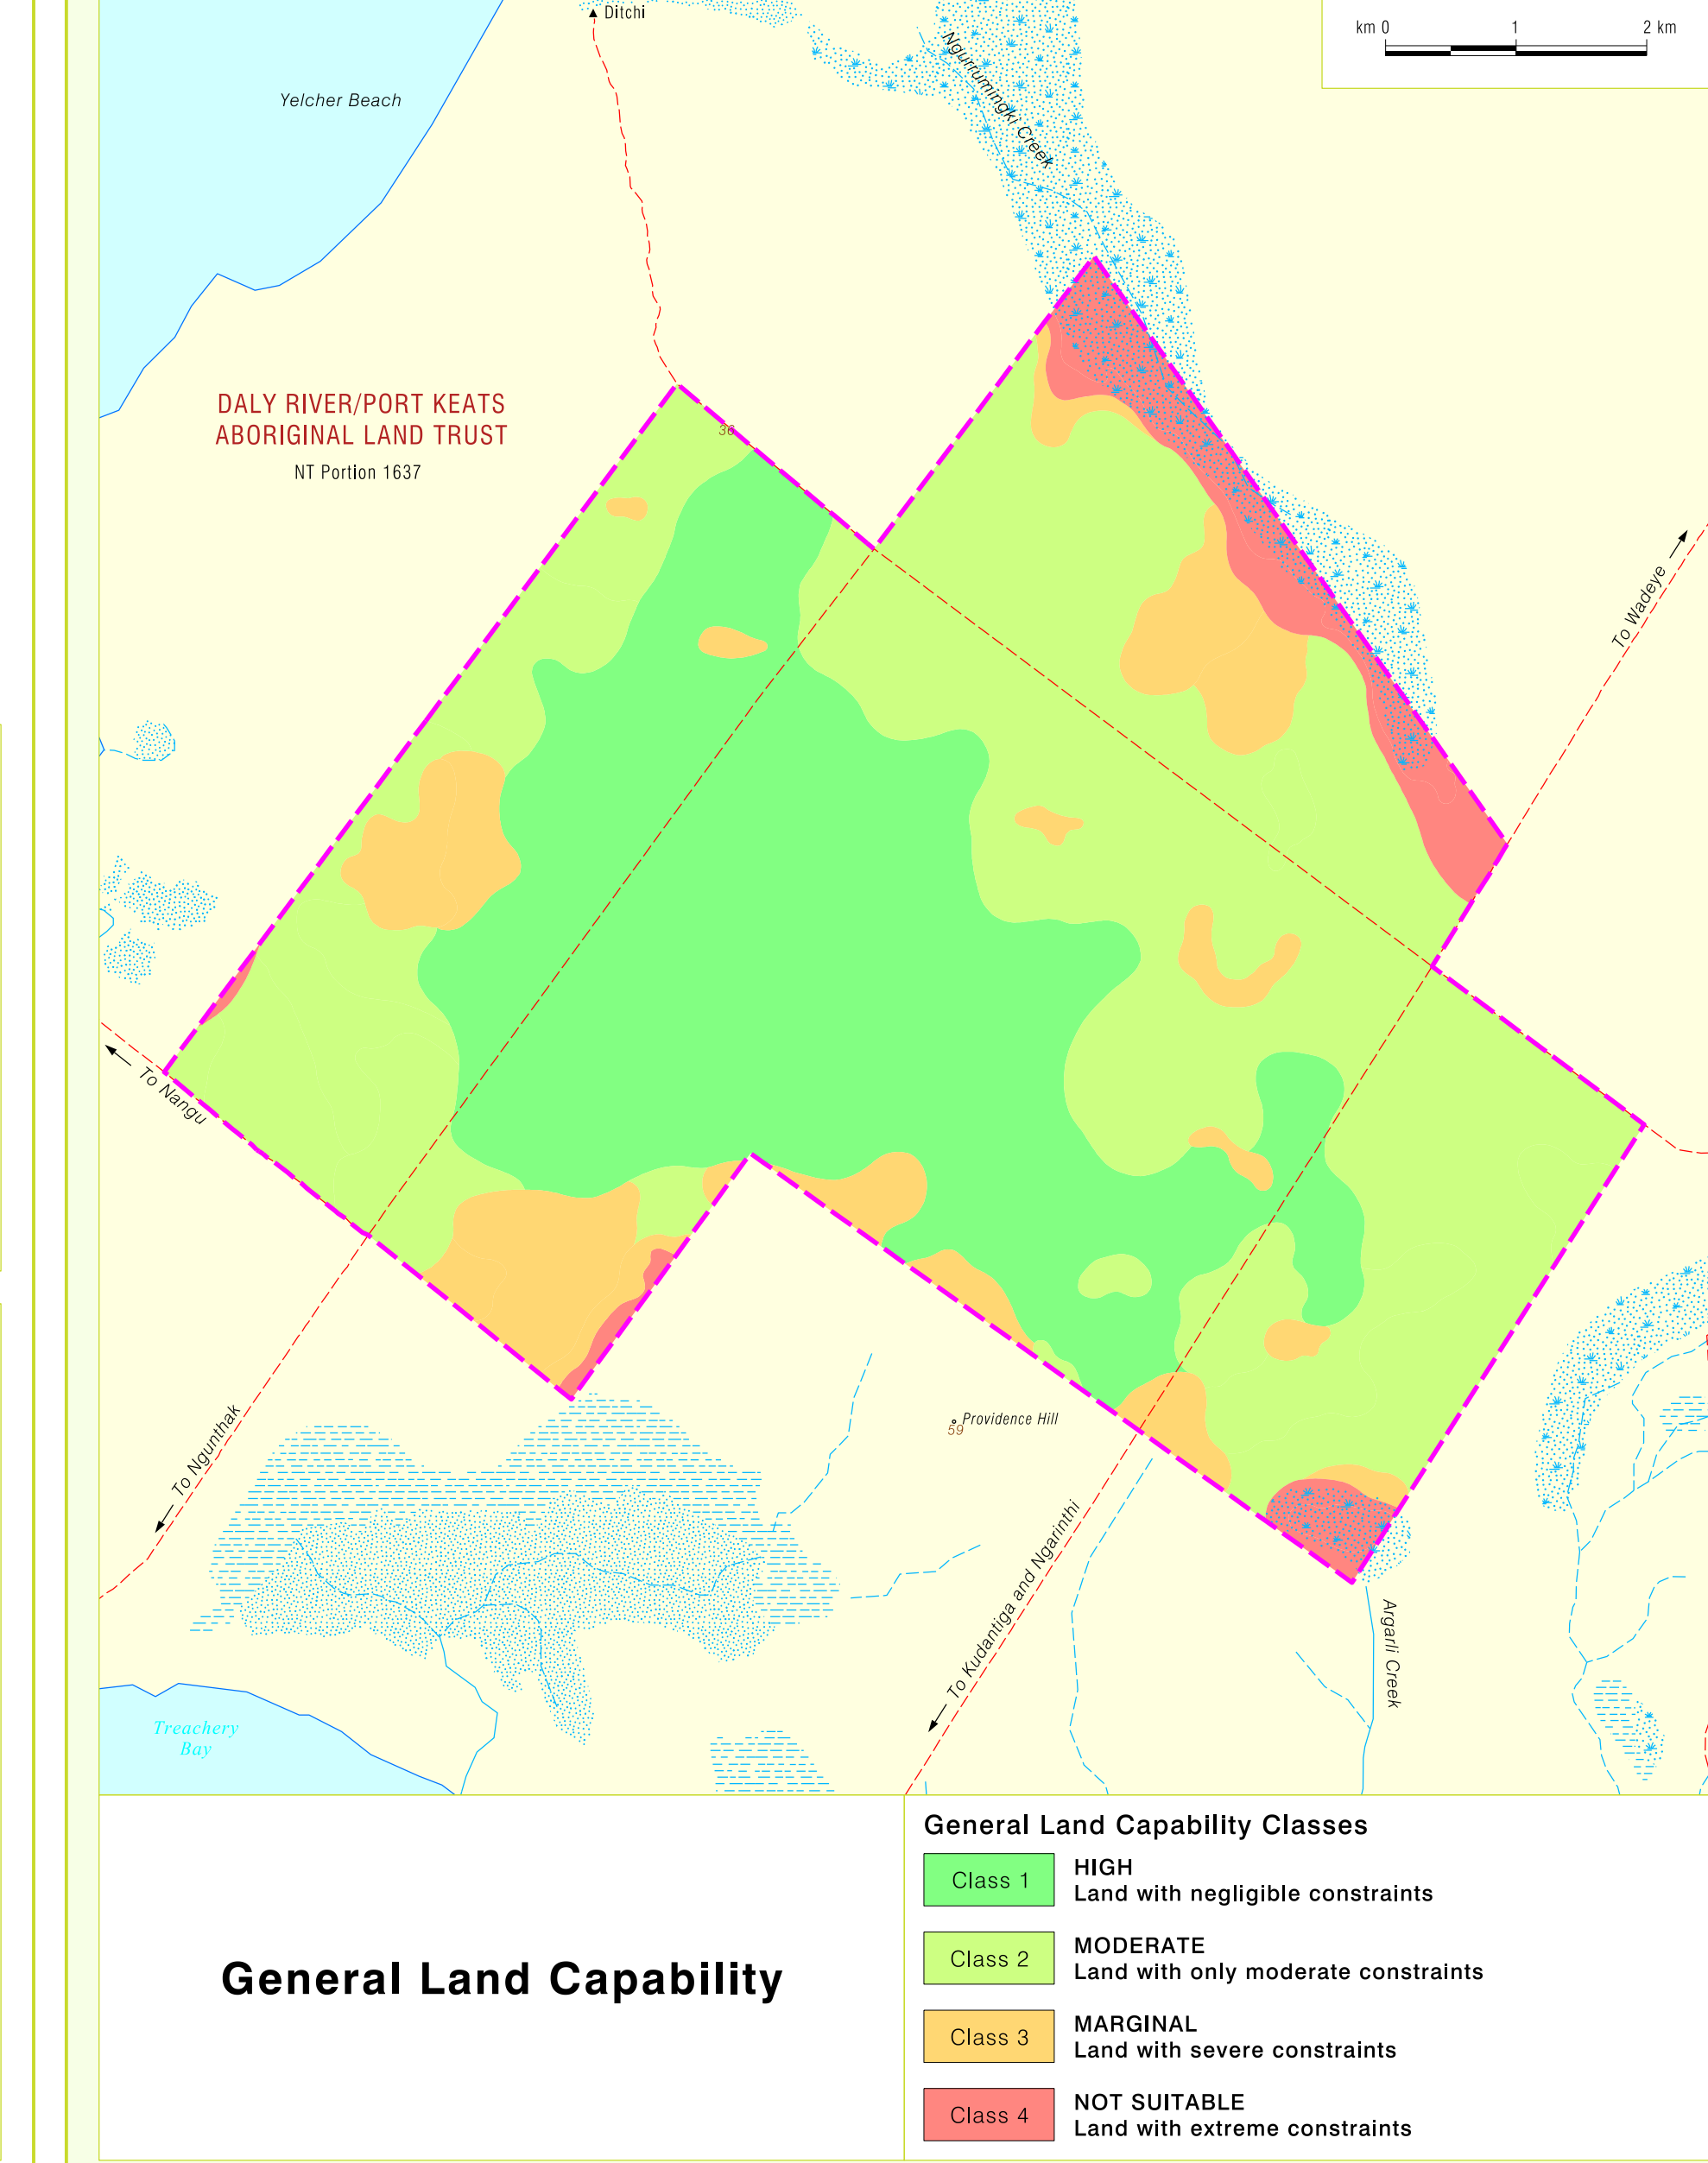 Ditchi
km 0 1 2 km
Yelcher Beach
Ngurrumingki Creek
DALY RIVER/PORT KEATS
ABORIGINAL LAND TRUST
NT Portion 1637
36
To Wadeye
To Nangu
To Ngunthak
59 Providence Hill
To Kudantiga and Ngarinthi
Argarli Creek
Treachery
Bay
General Land Capability
General Land Capability Classes
Class 1
HIGH
Land with negligible constraints
Class 2
MODERATE
Land with only moderate constraints
Class 3
MARGINAL
Land with severe constraints
Class 4
NOT SUITABLE
Land with extreme constraints